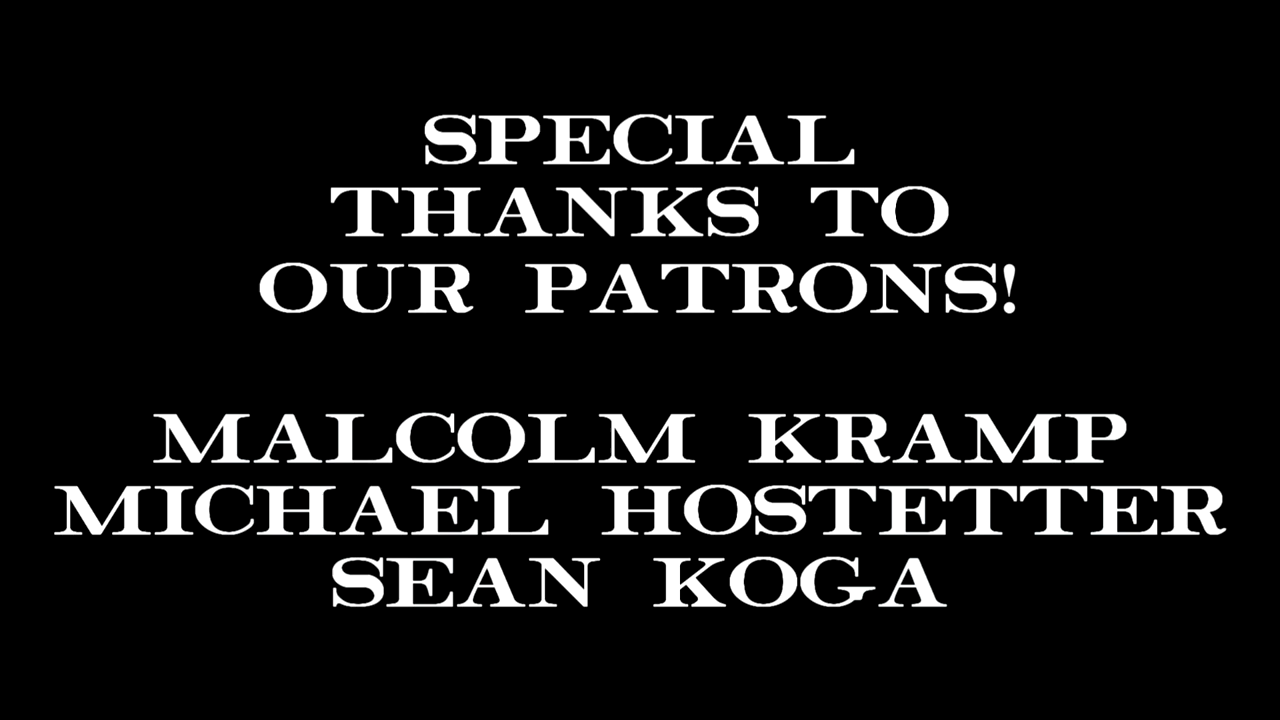 SPECIAL
THANKS TO
OUR PATRONS!
MALCOLM KRAMP
MICHAEL HOSTETTER
SEAN KOGA